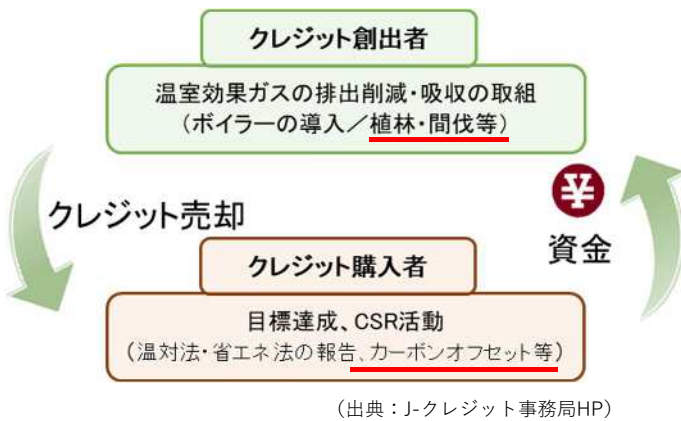 クレジット創出者
温室効果ガスの排出削減・吸収の取組
（ボイラーの導入／植林・間伐等）
クレジット売却
¥
資金
クレジット購入者
目標達成、CSR活動
（温対法・省エネ法の報告、カーボンオフセット等）
（出典：J-クレジット事務局HP）